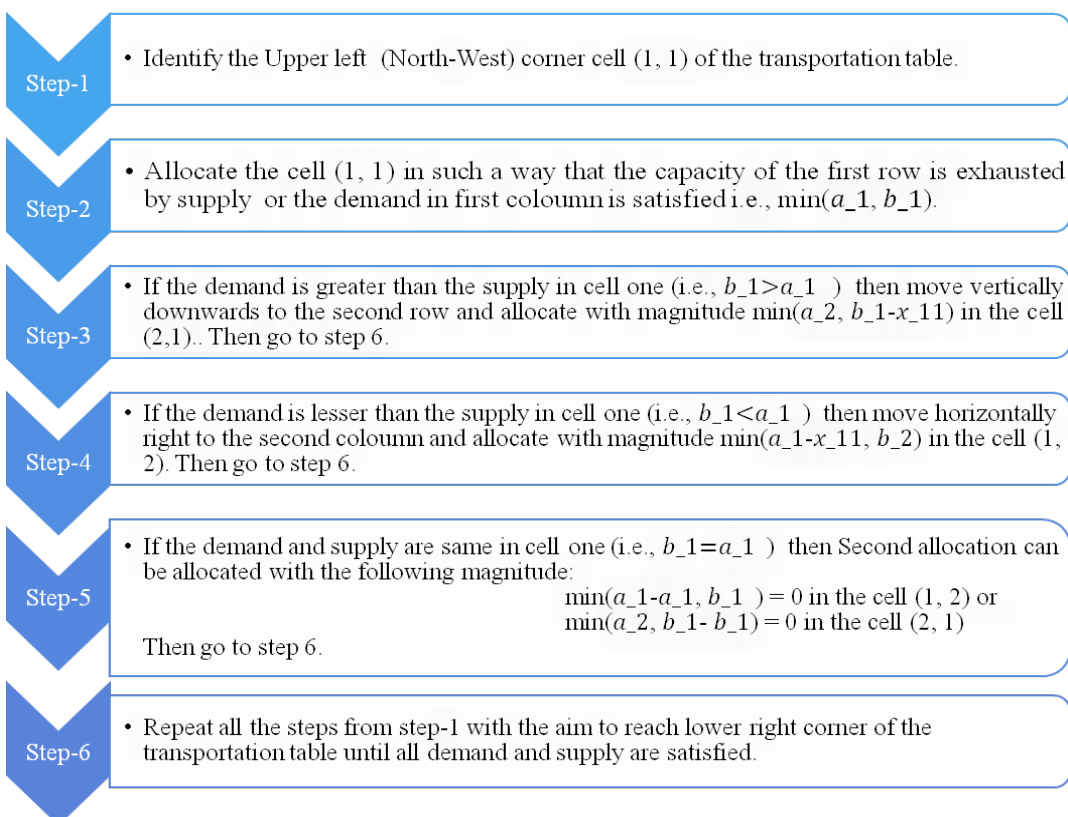 Step-1
• Identify the Upper left (North-West) corner cell (1, 1) of the transportation table.
Step-2
• Allocate the cell (1, 1) in such a way that the capacity of the first row is exhausted
by supply or the demand in first coloumn is satisfied i.e., min(a_1, b_1).
Step-3
• If the demand is greater than the supply in cell one (i.e., b_1>a_1 ) then move vertically
downwards to the second row and allocate with magnitude min(a_2, b_1-x_11) in the cell
(2,1).. Then go to step 6.
Step-4
• If the demand is lesser than the supply in cell one (i.e., b_1<a_1 ) then move horizontally
right to the second coloumn and allocate with magnitude min(a_1-x_11, b_2) in the cell (1,
2). Then go to step 6.
Step-5
• If the demand and supply are same in cell one (i.e., b_1=a_1 ) then Second allocation can
be allocated with the following magnitude:
min(a_1-a_1, b_1 ) = 0 in the cell (1, 2) or
min(a_2, b_1- b_1) = 0 in the cell (2, 1)
Then go to step 6.
Step-6
• Repeat all the steps from step-1 with the aim to reach lower right corner of the
transportation table until all demand and supply are satisfied.